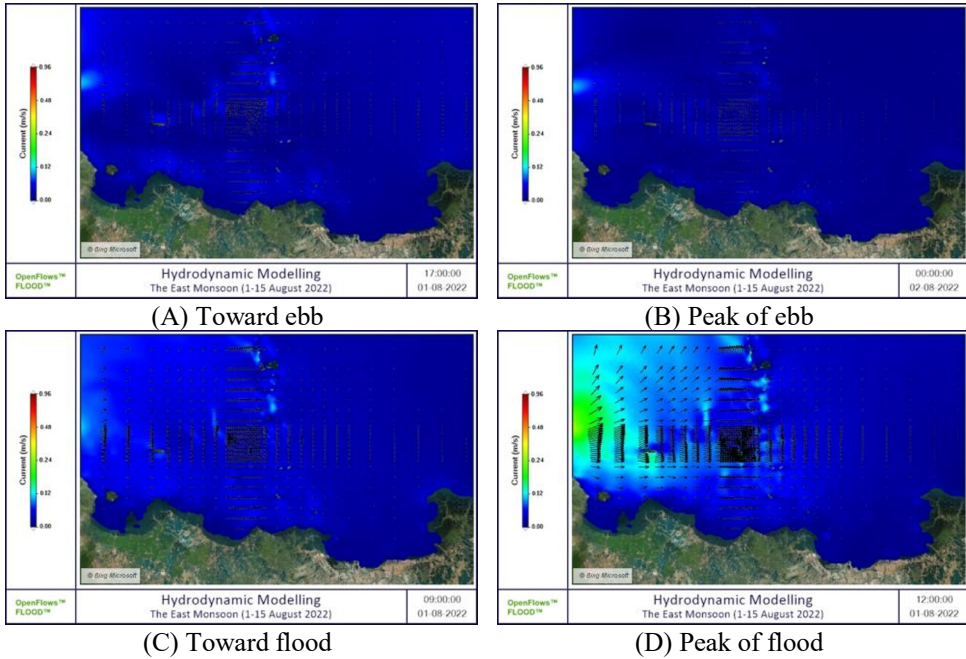 0.96
0.48
0.24
0.12
0.00
Current (m/s)
© Bing Microsoft
OpenFlows™
FLOOD™
Hydrodynamic Modelling
The East Monsoon (1-15 August 2022)
17:00:00
01-08-2022
(A) Toward ebb
0.96
0.48
0.24
0.12
0.00
Current (m/s)
© Bing Microsoft
OpenFlows™
FLOOD™
Hydrodynamic Modelling
The East Monsoon (1-15 August 2022)
00:00:00
02-08-2022
(B) Peak of ebb
0.96
0.48
0.24
0.12
0.00
Current (m/s)
© Bing Microsoft
OpenFlows™
FLOOD™
Hydrodynamic Modelling
The East Monsoon (1-15 August 2022)
09:00:00
01-08-2022
(C) Toward flood
0.96
0.48
0.24
0.12
0.00
Current (m/s)
© Bing Microsoft
OpenFlows™
FLOOD™
Hydrodynamic Modelling
The East Monsoon (1-15 August 2022)
12:00:00
01-08-2022
(D) Peak of flood